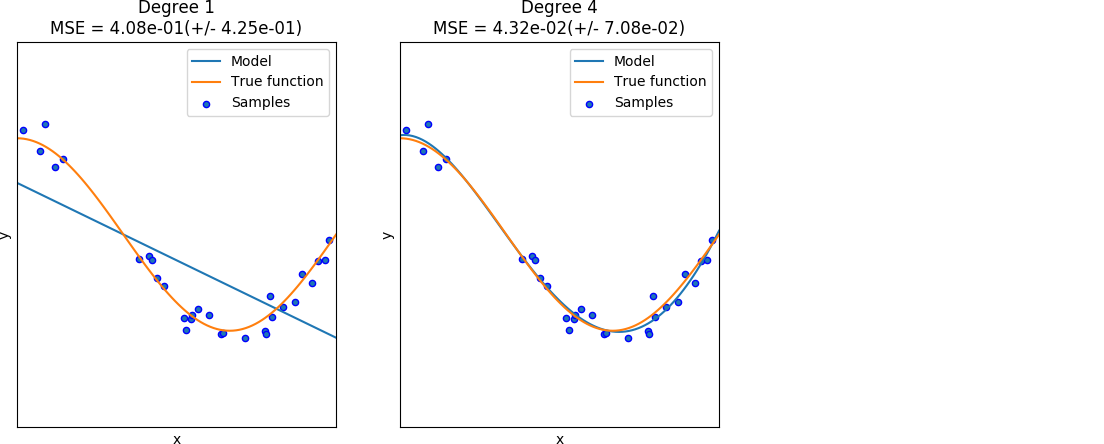 Degree 1
MSE = 4.08e-01(+/- 4.25e-01)
Model
True function
Samples
y
x
Degree 4
MSE = 4.32e-02(+/- 7.08e-02)
Model
True function
Samples
y
x